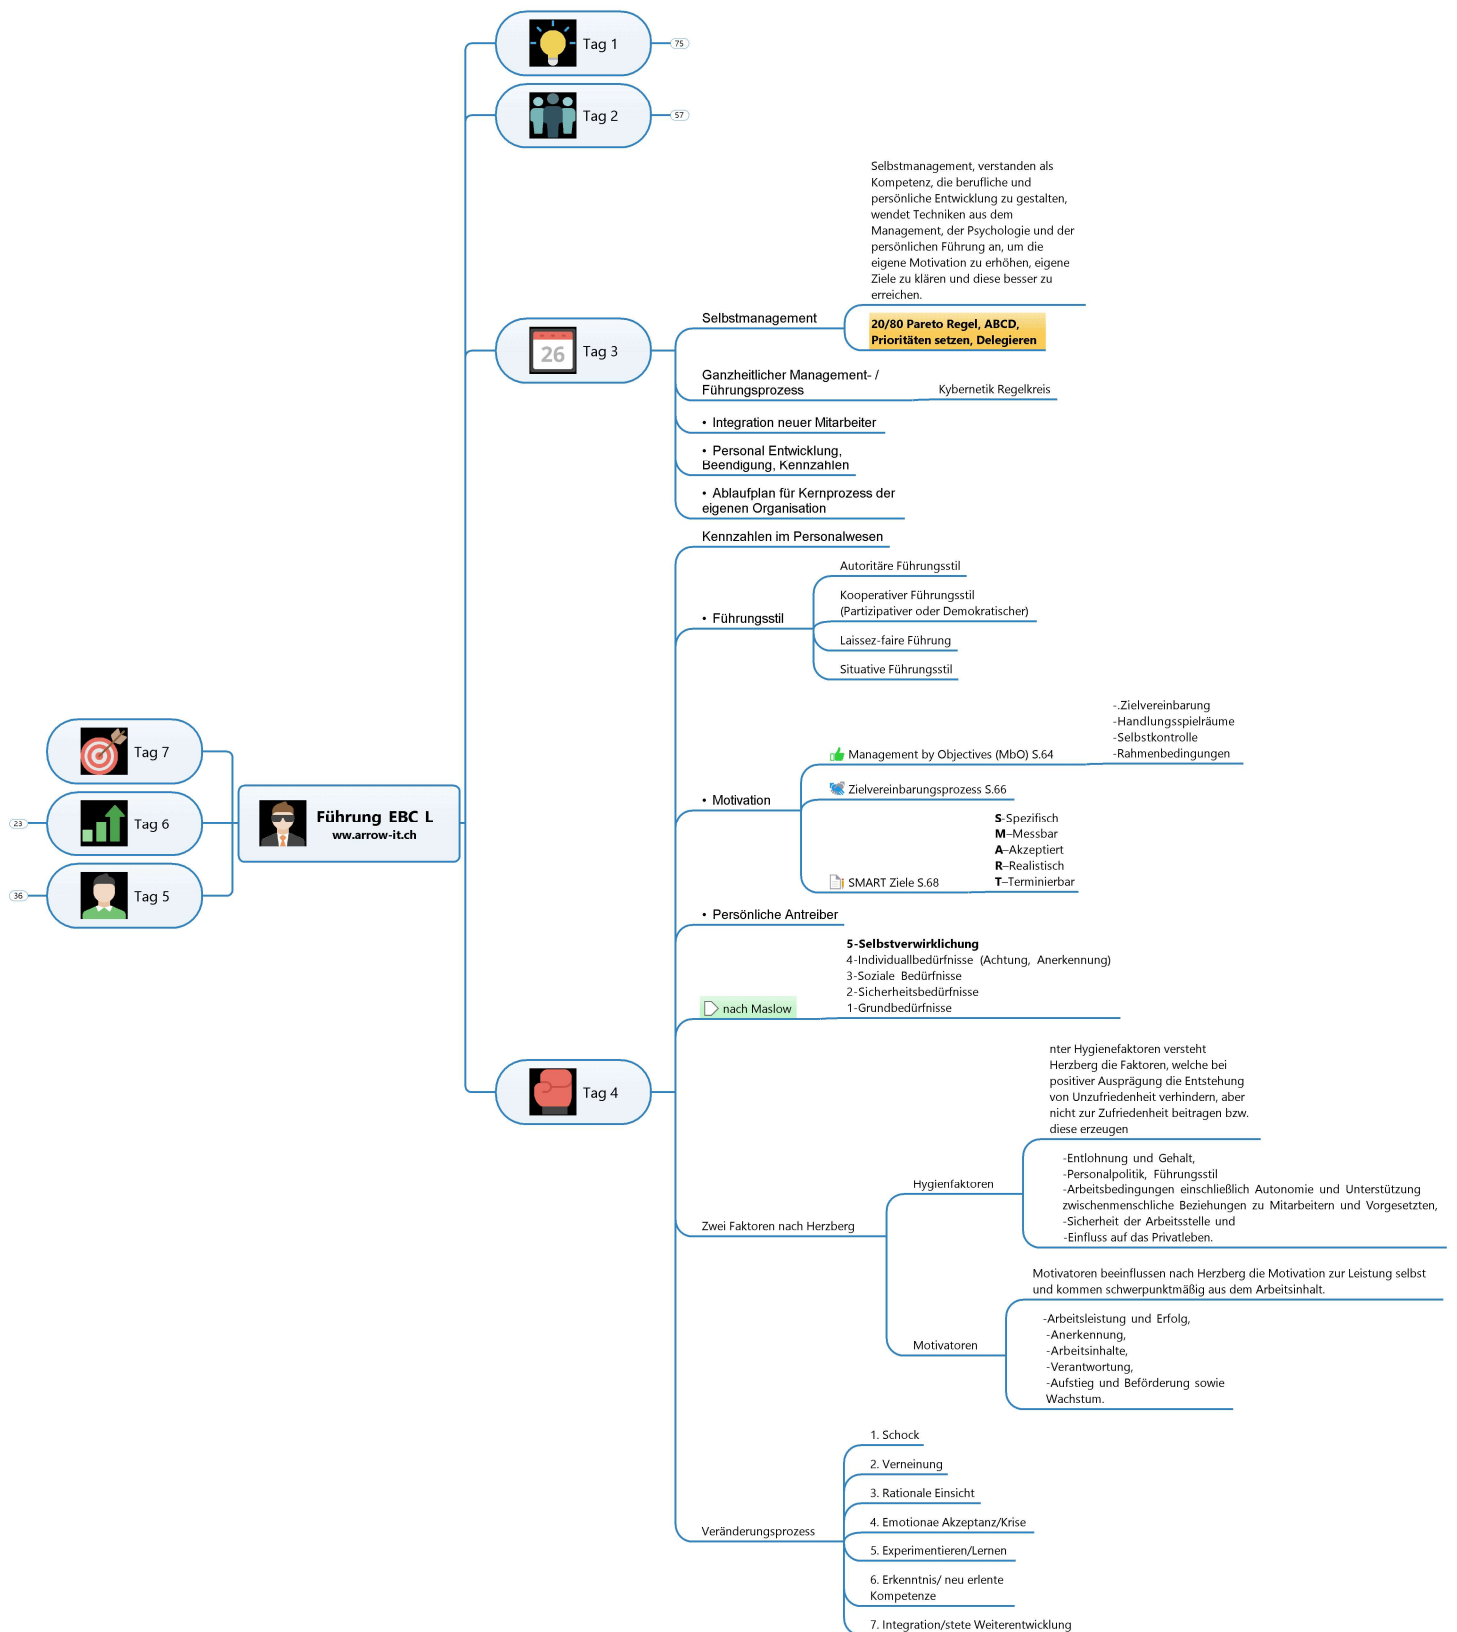 Tag 1
75
Tag 2
57
Selbstmanagement, verstanden als
Kompetenz, die berufliche und
persönliche Entwicklung zu gestalten,
wendet Techniken aus dem
Management, der Psychologie und der
persönlichen Führung an, um die
eigene Motivation zu erhöhen, eigene
Ziele zu klären und diese besser zu
erreichen.
Selbstmanagement
20/80 Pareto Regel, ABCD,
Prioritäten setzen, Delegieren
26
Tag 3
Ganzheitlicher Management- /
Führungsprozess
Kybernetik Regelkreis
• Integration neuer Mitarbeiter
• Personal Entwicklung,
Beendigung, Kennzahlen
• Ablaufplan für Kernprozess der
eigenen Organisation
Kennzahlen im Personalwesen
• Führungsstil
Autoritäre Führungsstil
Kooperativer Führungsstil
(Partizipativer oder Demokratischer)
Laissez-faire Führung
Situative Führungsstil
• Motivation
Management by Objectives (MbO) S.64
-.Zielvereinbarung
-Handlungsspielräume
-Selbstkontrolle
-Rahmenbedingungen
Zielvereinbarungsprozess S.66
SMART Ziele S.68
S-Spezifisch
M–Messbar
A–Akzeptiert
R–Realistisch
T–Terminierbar
• Persönliche Antreiber
nach Maslow
5-Selbstverwirklichung
4-Individuallbedürfnisse (Achtung, Anerkennung)
3-Soziale Bedürfnisse
2-Sicherheitsbedürfnisse
1-Grundbedürfnisse
Tag 4
Zwei Faktoren nach Herzberg
Hygienfaktoren
nter Hygienefaktoren versteht
Herzberg die Faktoren, welche bei
positiver Ausprägung die Entstehung
von Unzufriedenheit verhindern, aber
nicht zur Zufriedenheit beitragen bzw.
diese erzeugen
-Entlohnung und Gehalt,
-Personalpolitik, Führungsstil
-Arbeitsbedingungen einschließlich Autonomie und Unterstützung
zwischenmenschliche Beziehungen zu Mitarbeitern und Vorgesetzten,
-Sicherheit der Arbeitsstelle und
-Einfluss auf das Privatleben.
Motivatoren
Motivatoren beeinflussen nach Herzberg die Motivation zur Leistung selbst
und kommen schwerpunktmäßig aus dem Arbeitsinhalt.
-Arbeitsleistung und Erfolg,
-Anerkennung,
-Arbeitsinhalte,
-Verantwortung,
-Aufstieg und Beförderung sowie
Wachstum.
Veränderungsprozess
1. Schock
2. Verneinung
3. Rationale Einsicht
4. Emotionae Akzeptanz/Krise
5. Experimentieren/Lernen
6. Erkenntnis/ neu erlente
Kompetenze
7. Integration/stete Weiterentwicklung
Führung EBC L
ww.arrow-it.ch
Tag 7
Tag 6
23
Tag 5
36